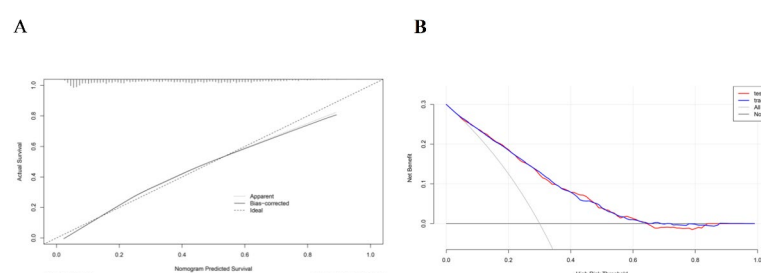 A
B
Actual Survival
0.0 0.2 0.4 0.6 0.8 1.0
Apparent
Bias-corrected
Ideal
0.0 0.2 0.4 0.6 0.8 1.0
Nomogram Predicted Survival
Net Benefit
0.0 0.1 0.2 0.3
All
0.0 0.2 0.4 0.6 0.8 1.0